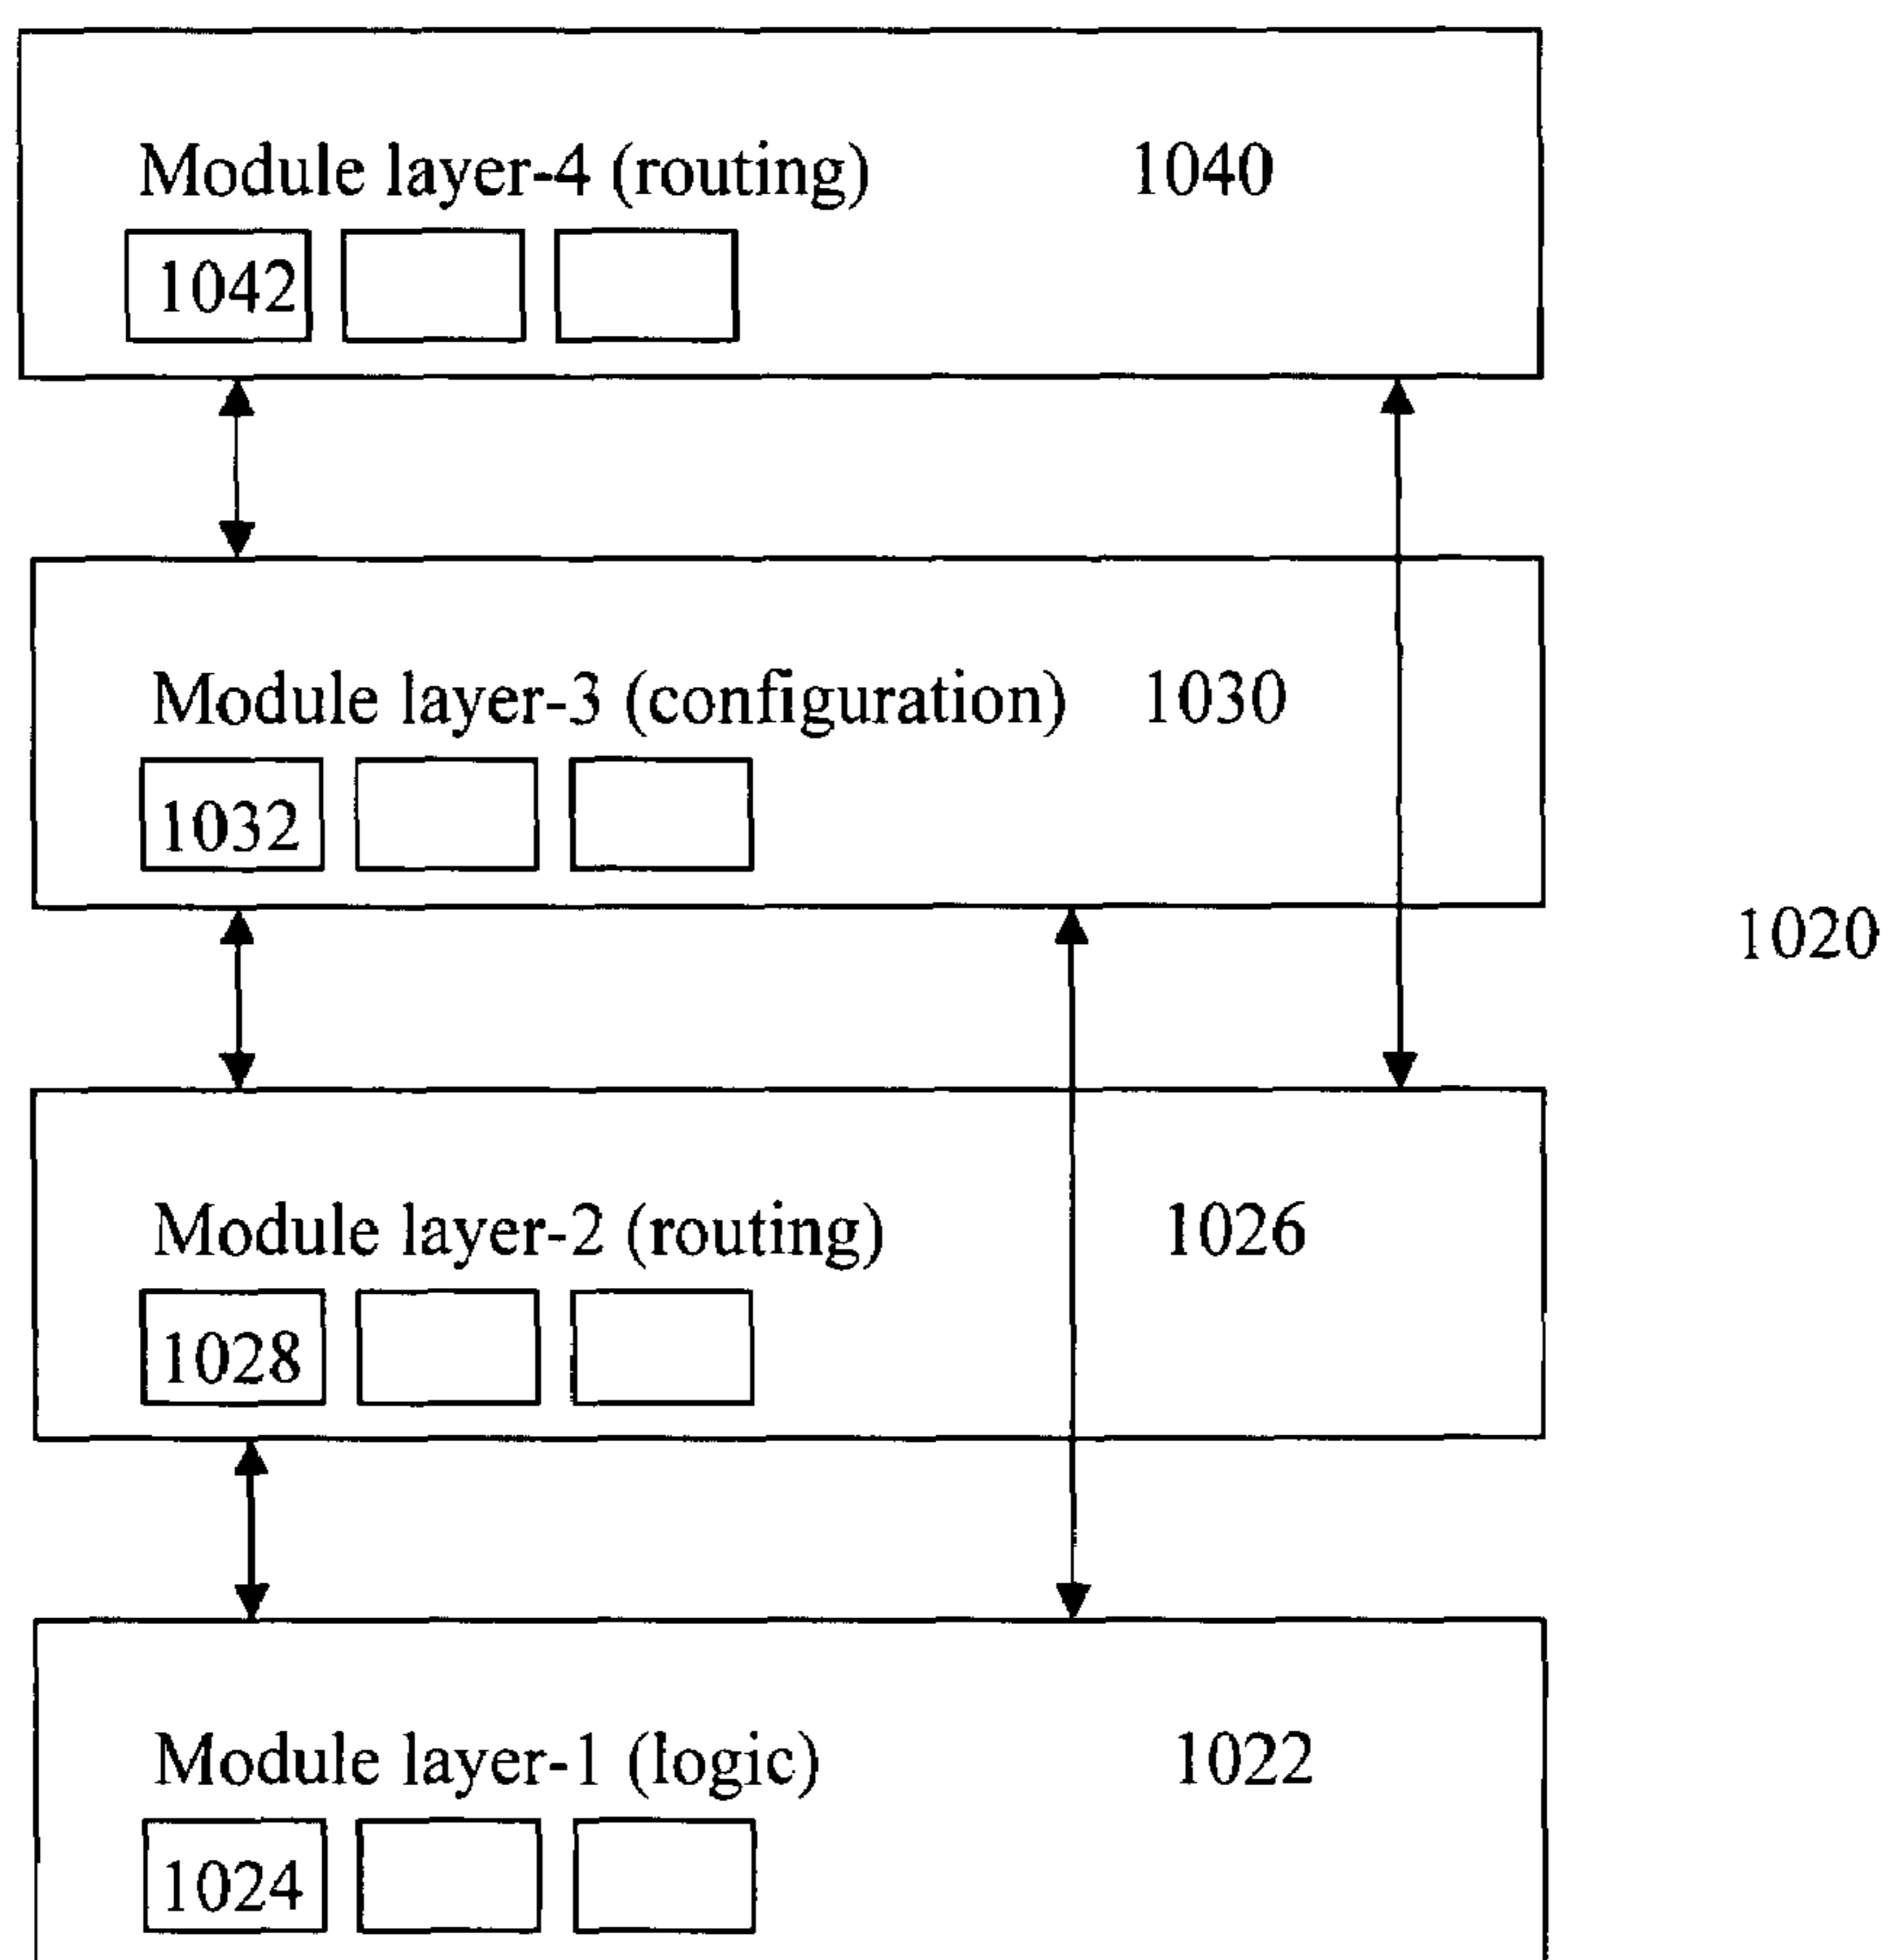 Module layer-4 (routing) 1040
1042
Module layer-3 (configuration) 1030
1032
1020
Module layer-2 (routing) 1026
1028
Module layer-1 (logic) 1022
1024